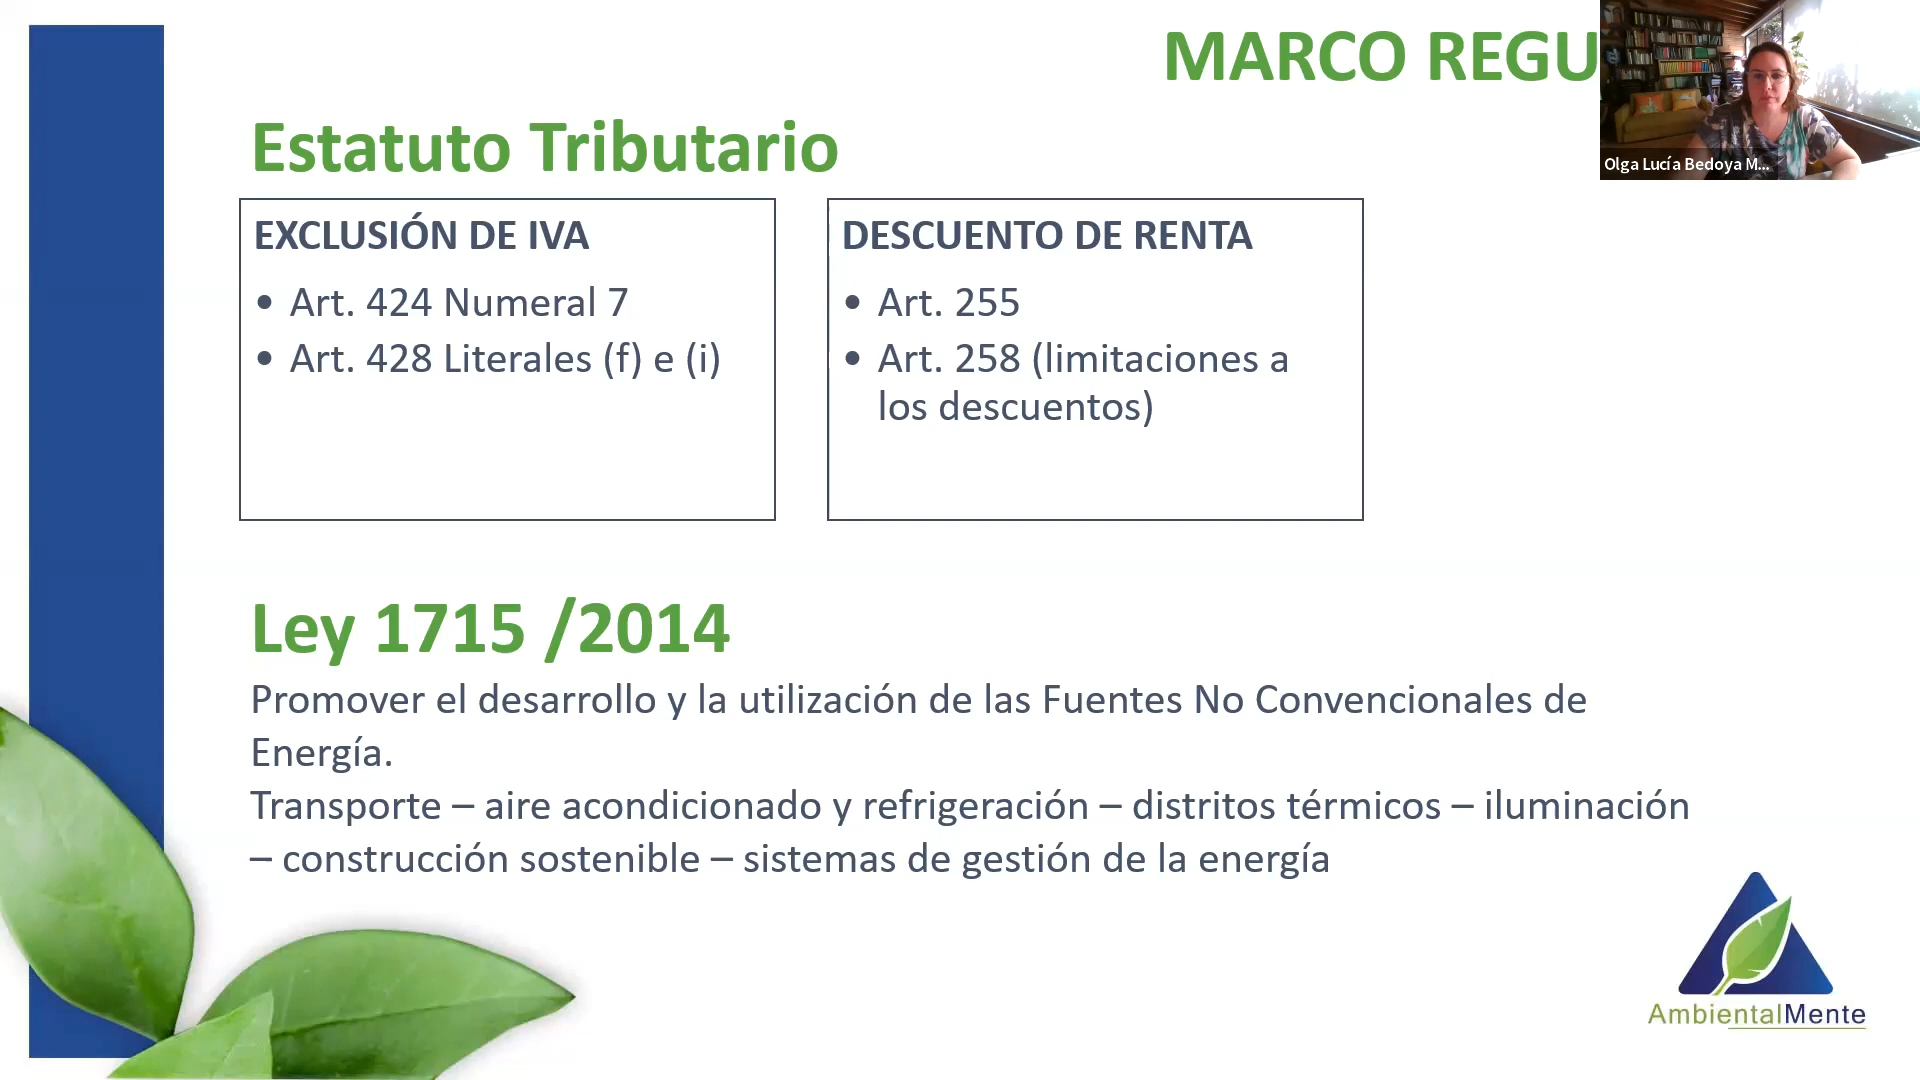 MARCO REGU
Olga Lucía Bedoya M...
Estatuto Tributario
EXCLUSIÓN DE IVA
• Art. 424 Numeral 7
• Art. 428 Literales (f) e (i)
DESCUENTO DE RENTA
• Art. 255
• Art. 258 (limitaciones a
los descuentos)
Ley 1715 /2014
Promover el desarrollo y la utilización de las Fuentes No Convencionales de
Energía.
Transporte – aire acondicionado y refrigeración – distritos térmicos – iluminación
– construcción sostenible – sistemas de gestión de la energía
AmbientalMente